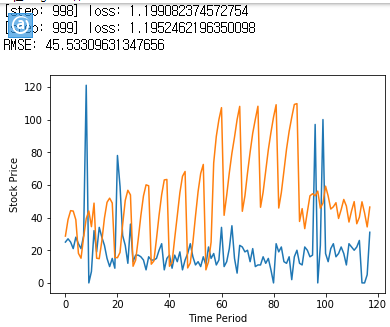 [step: 998] loss: 1.199082374572754
[step: 999] loss: 1.1952462196350098
RMSE: 45.53309631347656
120
100
80
60
40
20
0
Stock Price
0 20 40 60 80 100 120
Time Period